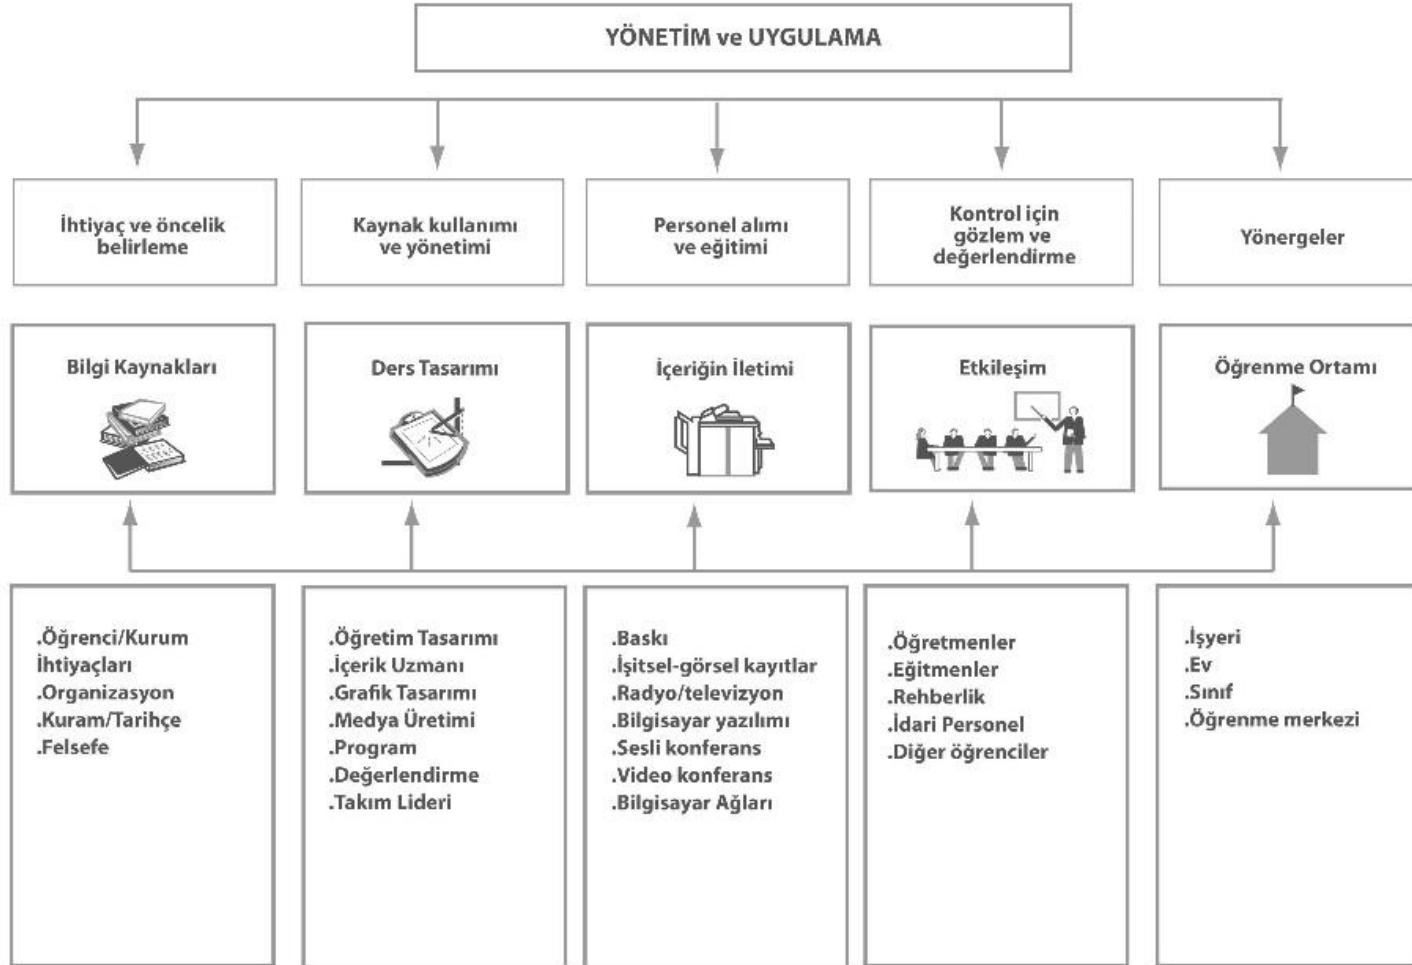 YÖNETİM ve UYGULAMA
İhtiyaç ve öncelik
belirleme
Kaynak kullanımı
ve yönetimi
Personel alımı
ve eğitimi
Kontrol için
gözlem ve
değerlendirme
Yönergeler
Bilgi Kaynakları
Ders Tasarımı
İçeriğin İletimi
Etkileşim
Öğrenme Ortamı
.Öğrenci/Kurum
İhtiyaçları
.Organizasyon
.Kuram/Tarihçe
.Felsefe
.Öğretim Tasarımı
.İçerik Uzmanı
.Grafik Tasarımı
.Medya Üretimi
.Program
.Değerlendirme
.Takım Lideri
.Baskı
.İşitsel-görsel kayıtlar
.Radyo/televizyon
.Bilgisayar yazılımı
.Sesli konferans
.Video konferans
.Bilgisayar Ağları
.Öğretmenler
.Eğitmenler
.Rehberlik
.İdari Personel
.Diğer öğrenciler
.İşyeri
.Ev
.Sınıf
.Öğrenme merkezi